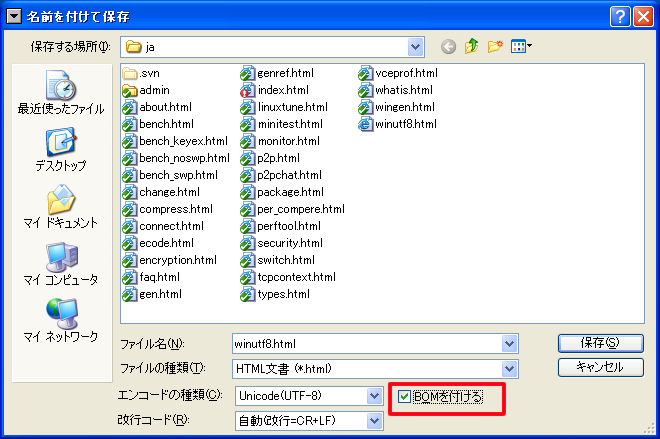 名前を付けて保存
保存する場所(I):
ja
最近使ったファイル
デスクトップ
マイ ドキュメント
マイ コンピュータ
マイ ネットワーク
.svn
admin
about.html
bench.html
bench_keyex.html
bench_noswp.html
bench_swp.html
change.html
compress.html
connect.html
ecode.html
encryption.html
faq.html
gen.html
genref.html
index.html
linuxtune.html
minitest.html
monitor.html
p2p.html
p2pchat.html
package.html
per_compere.html
perftool.html
security.html
switch.html
tcpcontext.html
types.html
vceprof.html
whatis.html
wingen.html
winutf8.html
ファイル名(N):
winutf8.html
保存(S)
ファイルの種類(T):
HTML文書 (*.html)
キャンセル
エンコードの種類(C):
Unicode(UTF-8)
BOMを付ける
改行コード(R):
自動(改行=CR+LF)